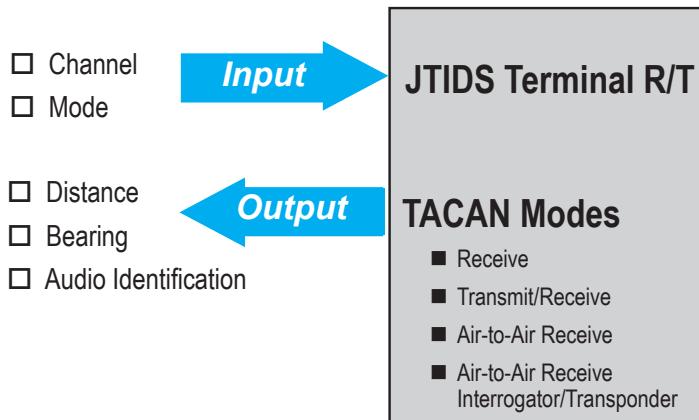 Channel
Mode
Input
JTIDS Terminal R/T
Distance
Bearing
Audio Identification
Output
TACAN Modes
Receive
Transmit/Receive
Air-to-Air Receive
Air-to-Air Receive
Interrogator/Transponder